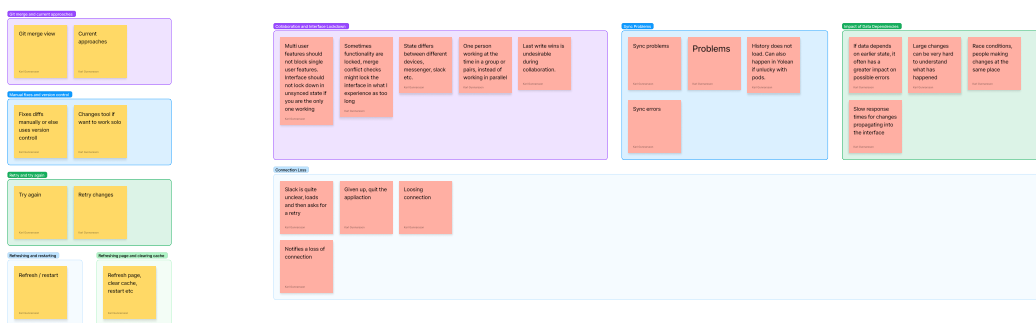 Git merge and current approaches
Git merge view
Current
approaches
Manual fixes and version control
Fixes diffs
manually or else
uses version
controll
Changes tool if
want to work solo
Retry and try again
Try again
Retry changes
Refreshing and restarting
Refresh / restart
Refreshing page and clearing cache
Refresh page,
clear cache,
restart etc
Collaboration and Interface Lockdown
Multi user
features should
not block single
user features.
Interface should
not lock down in
unsynced state if
you are the only
one working
Sometimes
functionality are
locked, merge
conflict checks
might lock the
interface in what I
experience as too
long
State differs
between different
devices,
messenger, slack
etc.
One person
working at the
time in a group or
pairs, instead of
working in parallel
Last write wins is
undesirable
during
collaboration.
Sync Problems
Sync problems
Problems
History does not
load. Can also
happen in Yolean
if unlucky with
pods.
Sync errors
Impact of Data Dependencies
If data depends
on earlier state, it
often has a
greater impact on
possible errors
Large changes
can be very hard
to understand
what has
happened
Race conditions,
people making
changes at the
same place
Slow response
times for changes
propagating into
the interface
Connection Loss
Slack is quite
unclear, loads
and then asks for
a retry
Given up, quit the
appliaction
Loosing
connection
Notifies a loss of
connection